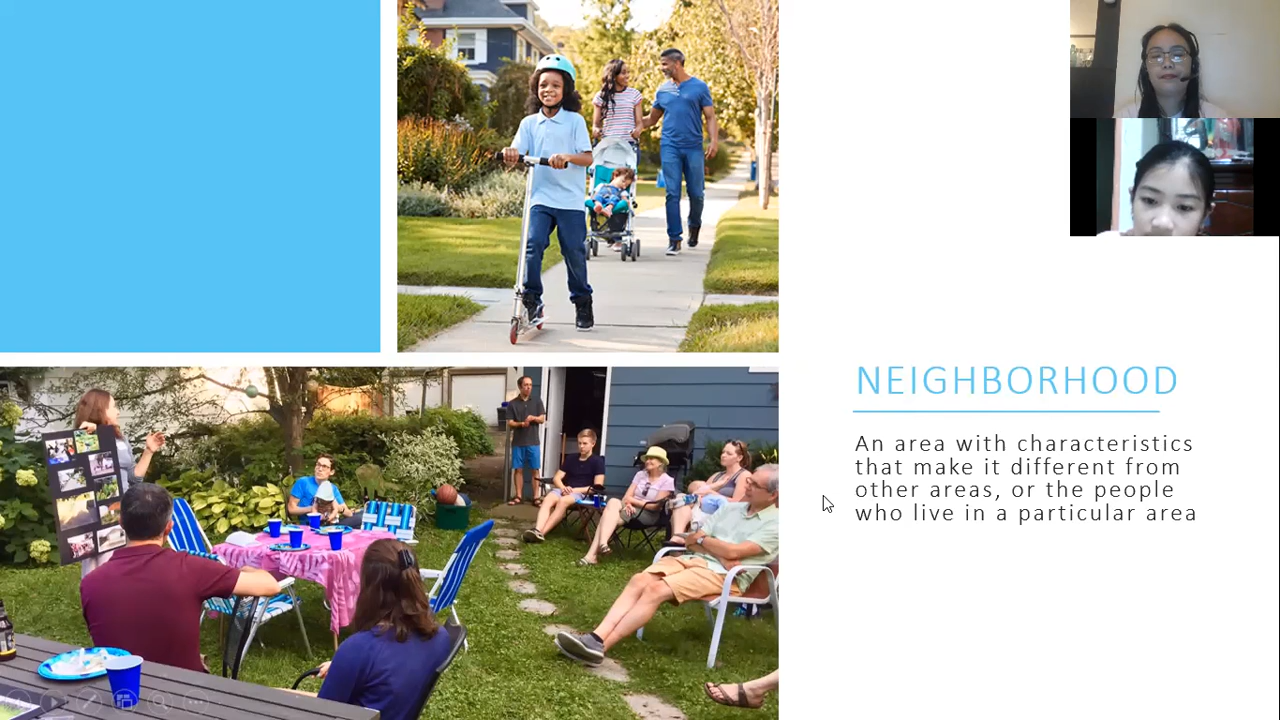 NEIGHBORHOOD
An area with characteristics
that make it different from
other areas, or the people
who live in a particular area